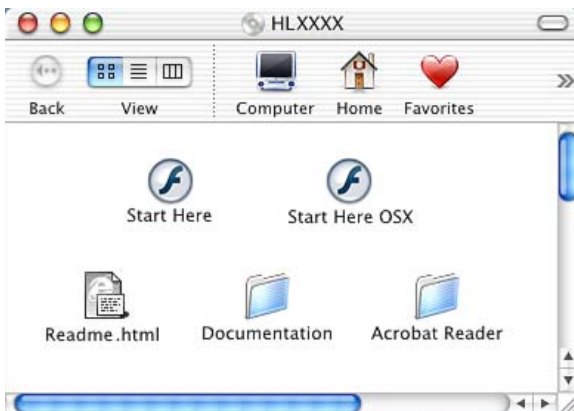 HLXXXX
Back View Computer Home Favorites
Start Here Start Here OSX
Readme.html Documentation Acrobat Reader